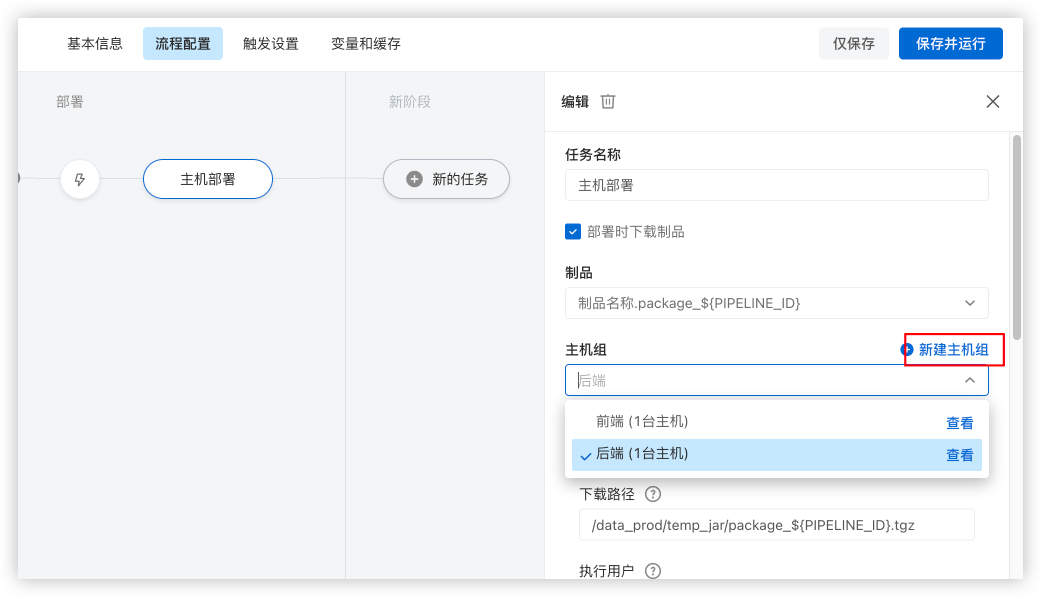 基本信息 流程配置 触发设置 变量和缓存 仅保存 保存并运行
部署 新阶段 编辑
主机部署 新的任务
任务名称
主机部署
部署时下载制品
制品
制品名称.package_${PIPELINE_ID}
主机组 新建主机组
后端
前端 (1台主机) 查看
后端 (1台主机) 查看
下载路径 ?
/data_prod/temp_jar/package_${PIPELINE_ID}.tgz
执行用户 ?